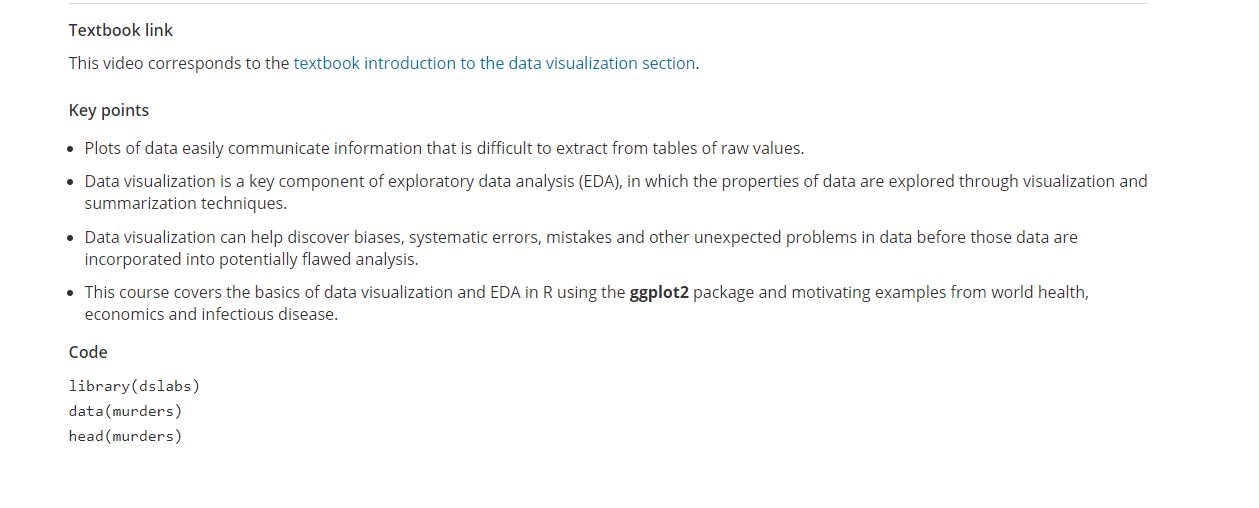 Textbook link
This video corresponds to the textbook introduction to the data visualization section.
Key points
• Plots of data easily communicate information that is difficult to extract from tables of raw values.
• Data visualization is a key component of exploratory data analysis (EDA), in which the properties of data are explored through visualization and
summarization techniques.
• Data visualization can help discover biases, systematic errors, mistakes and other unexpected problems in data before those data are
incorporated into potentially flawed analysis.
• This course covers the basics of data visualization and EDA in R using the ggplot2 package and motivating examples from world health,
economics and infectious disease.
Code
library(dslabs)
data(murders)
head(murders)